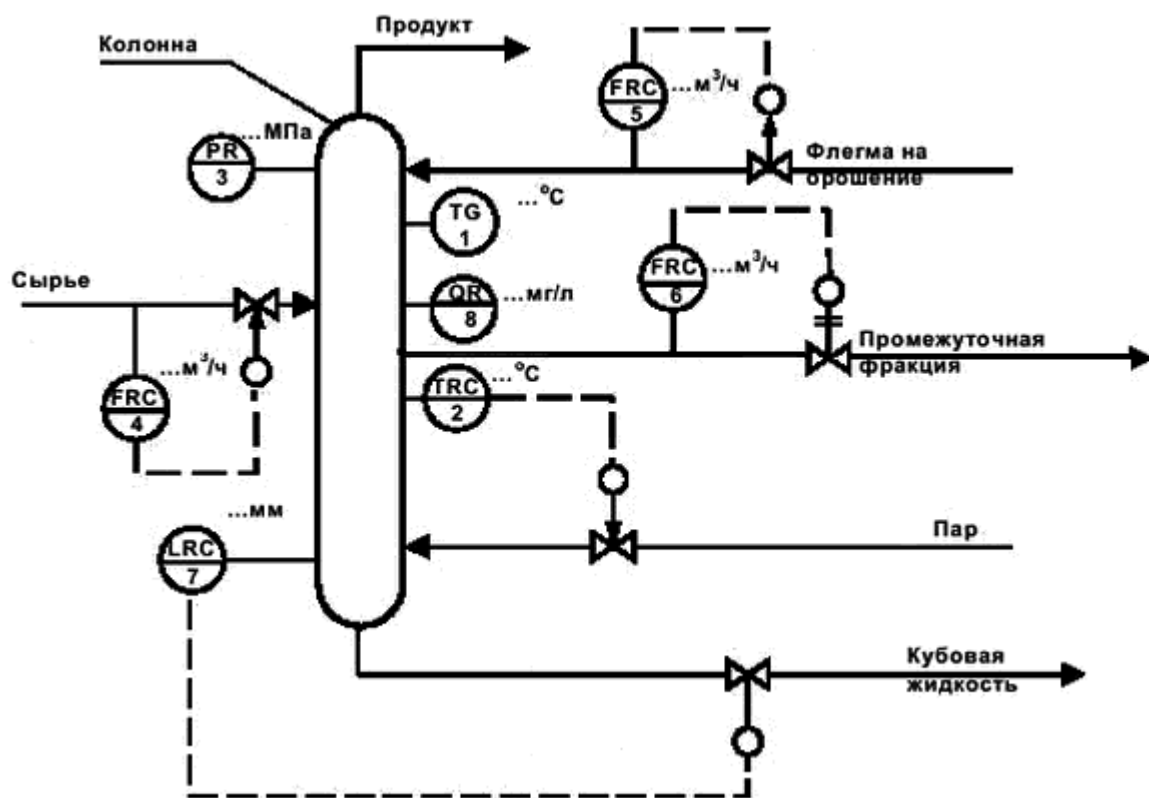 Продукт
Колонна
FRC
5
...м³/ч
PR
3
...МПа
Флегма на
орошение
TG
1
...°C
FRC
6
...м³/ч
Сырье
QR
8
...мг/л
Промежуточная
фракция
...м³/ч
FRC
4
TRC
2
...°C
...мм
LRC
7
Пар
Кубовая
жидкость